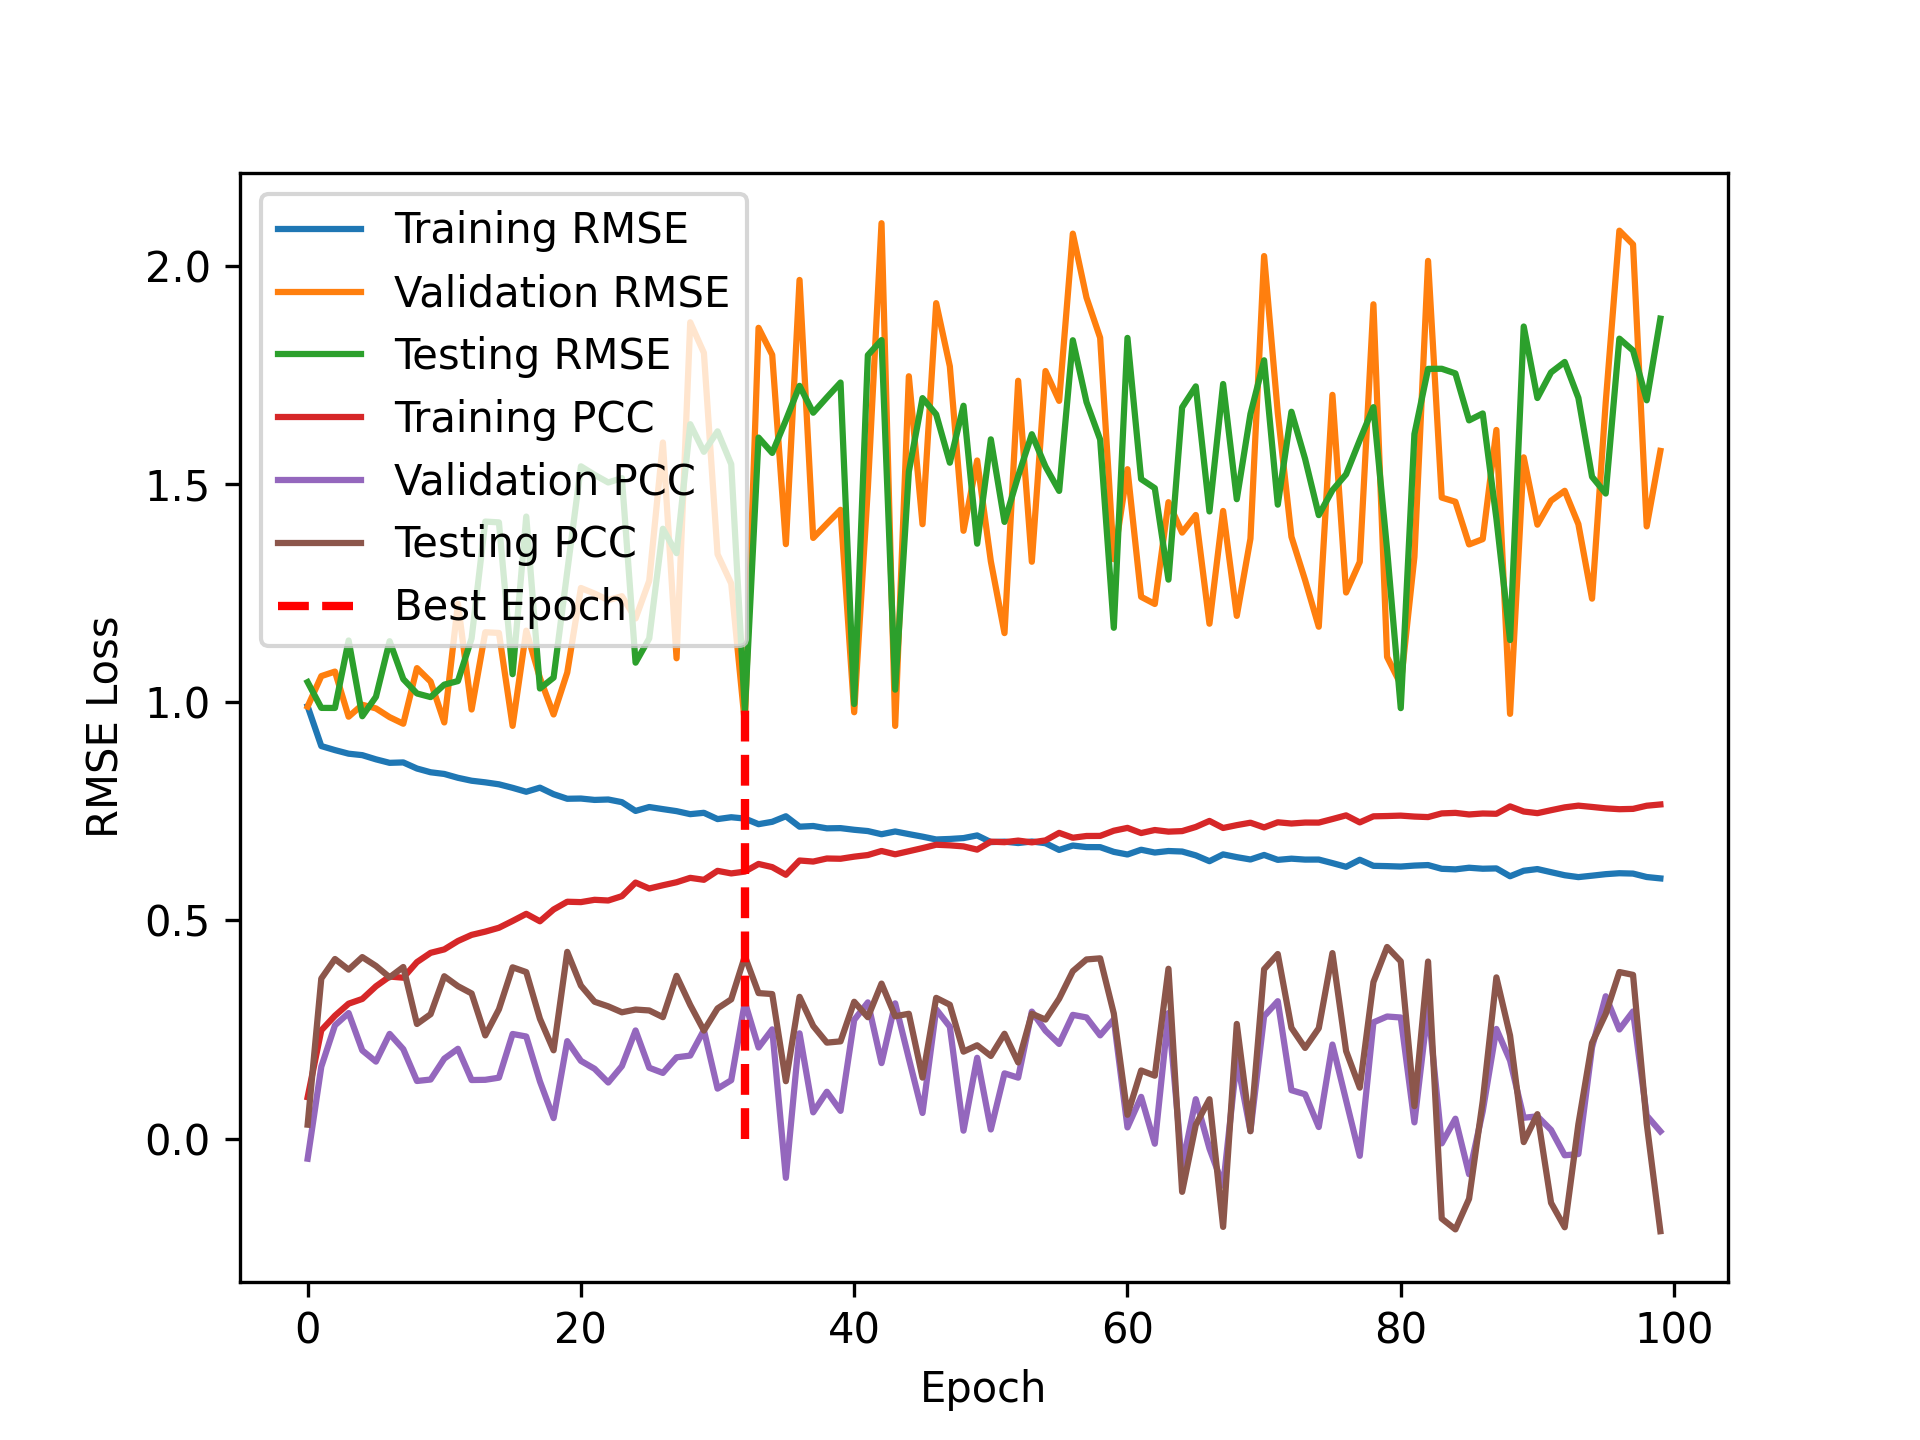 Training RMSE
Validation RMSE
Testing RMSE
Training PCC
Validation PCC
Testing PCC
Best Epoch
RMSE Loss
2.0
1.5
1.0
0.5
0.0
0 20 40 60 80 100
Epoch